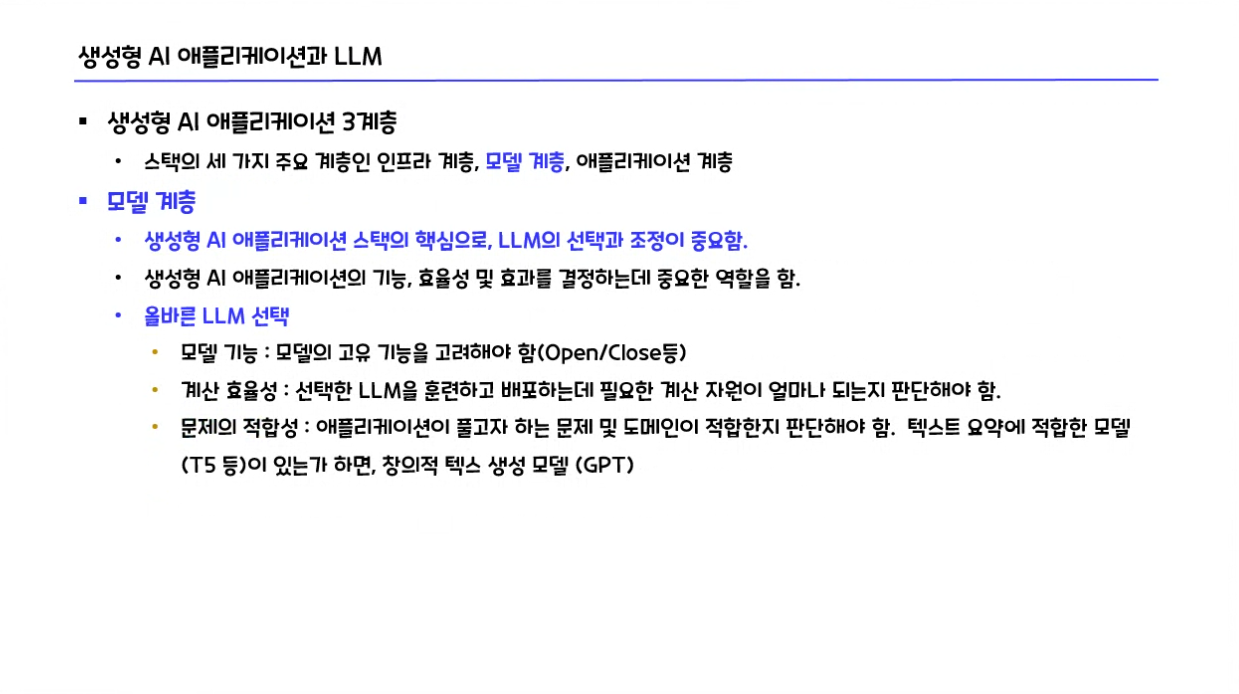 생성형 AI 애플리케이션과 LLM
▪ 생성형 AI 애플리케이션 3계층
• 스택의 세 가지 주요 계층인 인프라 계층, 모델 계층, 애플리케이션 계층
▪ 모델 계층
• 생성형 AI 애플리케이션 스택의 핵심으로, LLM의 선택과 조정이 중요함.
• 생성형 AI 애플리케이션의 기능, 효율성 및 효과를 결정하는데 중요한 역할을 함.
• 올바른 LLM 선택
• 모델 기능 : 모델의 고유 기능을 고려해야 함(Open/Close등)
• 계산 효율성 : 선택한 LLM을 훈련하고 배포하는데 필요한 계산 자원이 얼마나 되는지 판단해야 함.
• 문제의 적합성 : 애플리케이션이 풀고자 하는 문제 및 도메인이 적합한지 판단해야 함. 텍스트 요약에 적합한 모델
(T5 등)이 있는가 하면, 창의적 텍스 생성 모델 (GPT)